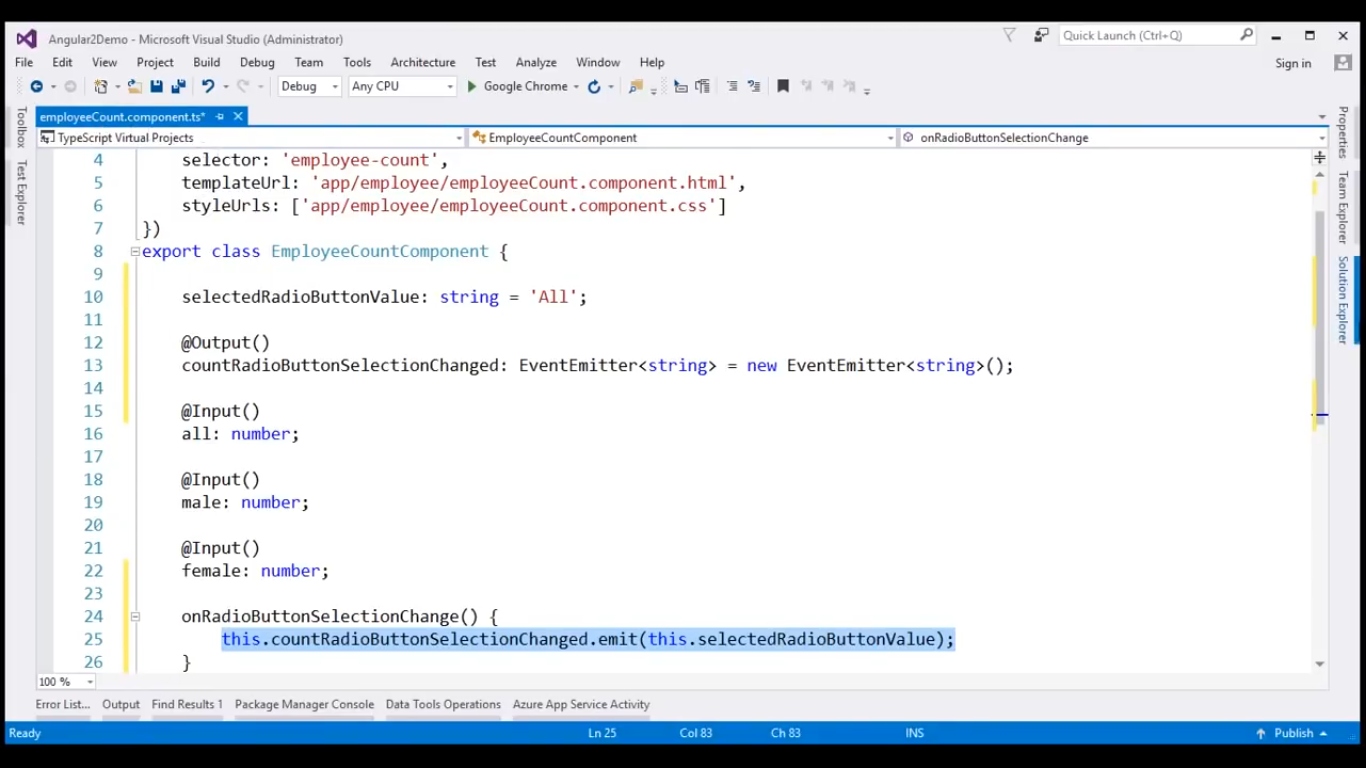 Angular2Demo - Microsoft Visual Studio (Administrator)
Quick Launch (Ctrl+Q)
File Edit View Project Build Debug Team Tools Architecture Test Analyze Window Help
Sign in
Debug Any CPU Google Chrome
Toolbox
Test Explorer
employeeCount.component.ts*
TypeScript Virtual Projects EmployeeCountComponent onRadioButtonSelectionChange
4 selector: 'employee-count',
5 templateUrl: 'app/employee/employeeCount.component.html',
6 styleUrls: ['app/employee/employeeCount.component.css']
7 })
8 export class EmployeeCountComponent {
9
10 selectedRadioButtonValue: string = 'All';
11
12 @Output()
13 countRadioButtonSelectionChanged: EventEmitter<string> = new EventEmitter<string>();
14
15 @Input()
16 all: number;
17
18 @Input()
19 male: number;
20
21 @Input()
22 female: number;
23
24 onRadioButtonSelectionChange() {
25 this.countRadioButtonSelectionChanged.emit(this.selectedRadioButtonValue);
26 }
Properties
Team Explorer
Solution Explorer
100 %
Error List... Output Find Results 1 Package Manager Console Data Tools Operations Azure App Service Activity
Ready Ln 25 Col 83 Ch 83 INS Publish